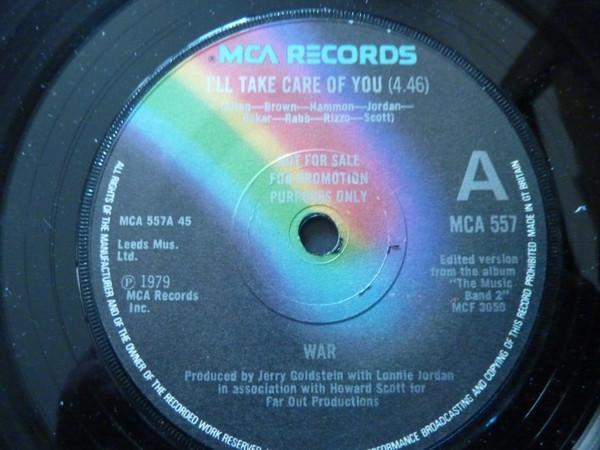 MCA RECORDS
I'LL TAKE CARE OF YOU (4.46)
(Allen—Brown—Hammon—Jordan—
Oskar—Rabb—Rizzo—Scott)
NOT FOR SALE
FOR PROMOTION
PURPOSES ONLY
A
MCA 557
MCA 557A 45
Leeds Mus.
Ltd.
Ⓟ 1979
MCA Records
Inc.
Edited version
from the album
"The Music
Band 2"
MCF 3050
WAR
Produced by Jerry Goldstein with Lonnie Jordan
in association with Howard Scott for
Far Out Productions
ALL RIGHTS OF THE MANUFACTURER AND OF THE OWNER OF THE RECORDED WORK RESERVED
PERFORMANCE BROADCASTING AND COPYING OF THIS RECORD PROHIBITED MADE IN GT BRITAIN